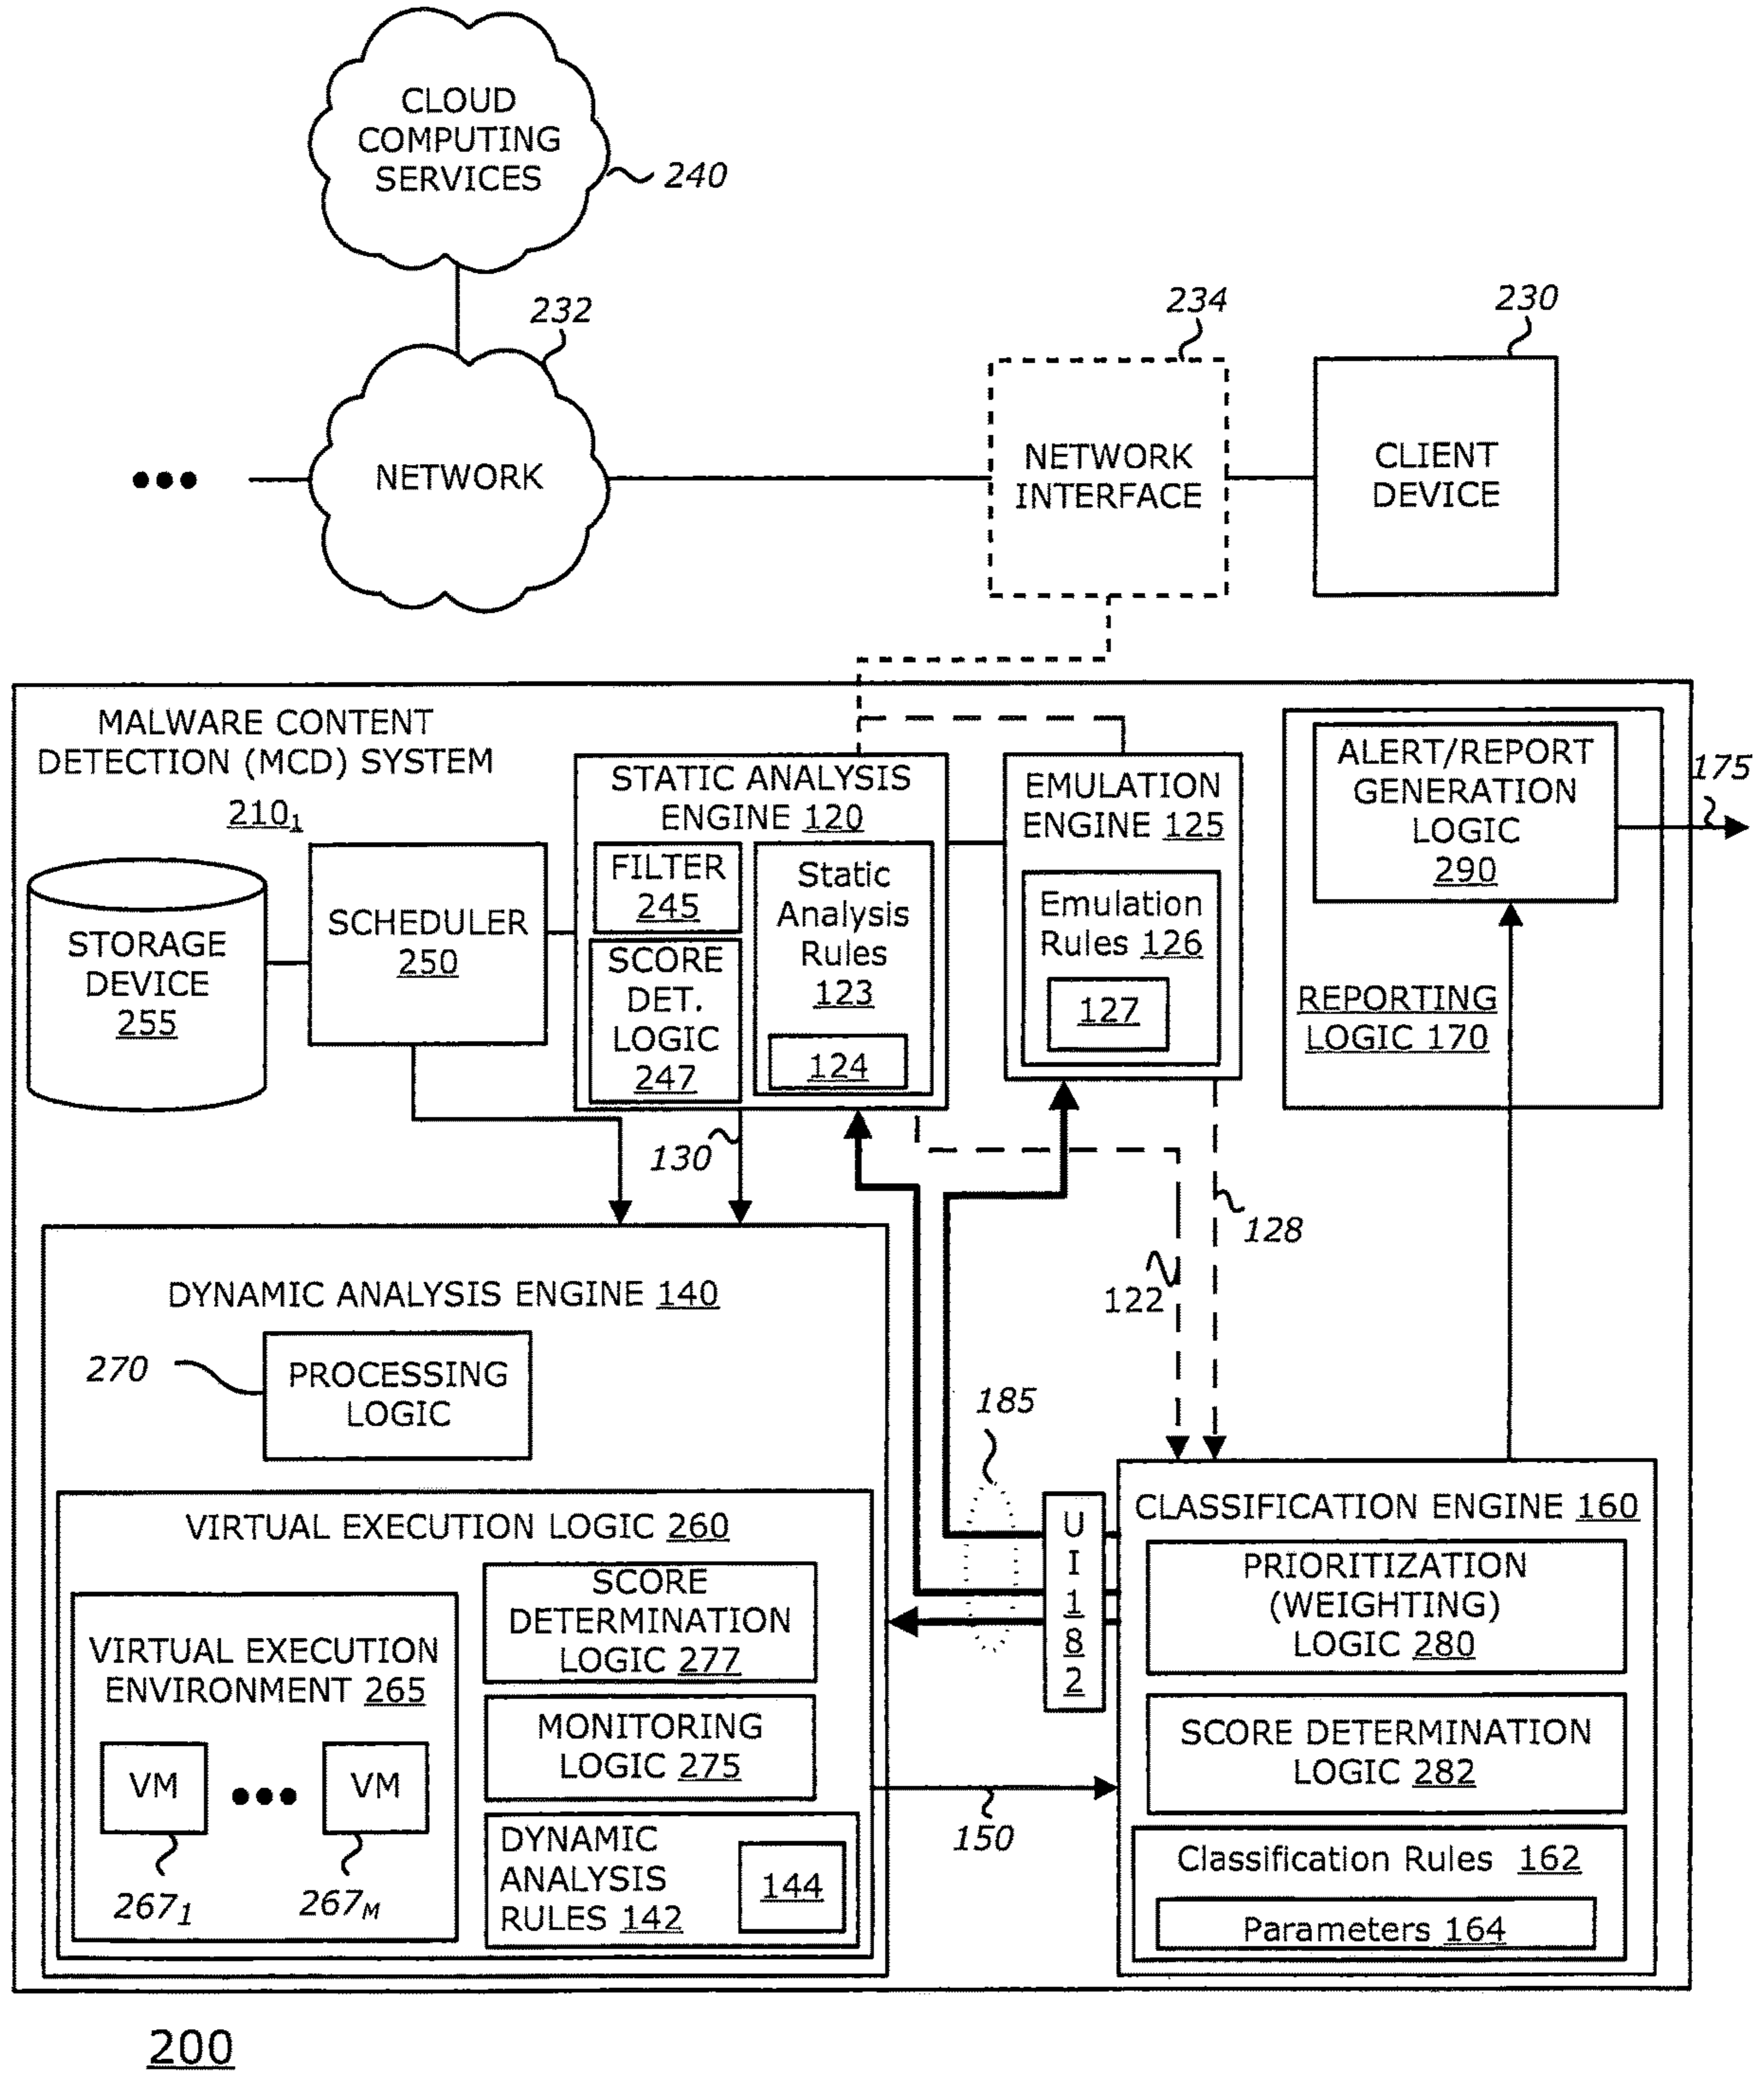 CLOUD
COMPUTING
SERVICES
240
232
234
230
NETWORK
NETWORK
INTERFACE
CLIENT
DEVICE
MALWARE CONTENT
DETECTION (MCD) SYSTEM
210₁
STORAGE
DEVICE
255
SCHEDULER
250
STATIC ANALYSIS
ENGINE 120
FILTER
245
SCORE
DET.
LOGIC
247
Static
Analysis
Rules
123
124
EMULATION
ENGINE 125
Emulation
Rules 126
127
ALERT/REPORT
GENERATION
LOGIC
290
175
REPORTING
LOGIC 170
130
122
128
DYNAMIC ANALYSIS ENGINE 140
270
PROCESSING
LOGIC
185
VIRTUAL EXECUTION LOGIC 260
VIRTUAL EXECUTION
ENVIRONMENT 265
VM
VM
267₁
267M
SCORE
DETERMINATION
LOGIC 277
MONITORING
LOGIC 275
DYNAMIC
ANALYSIS
RULES 142
144
150
U
I
1
8
2
CLASSIFICATION ENGINE 160
PRIORITIZATION
(WEIGHTING)
LOGIC 280
SCORE DETERMINATION
LOGIC 282
Classification Rules 162
Parameters 164
200